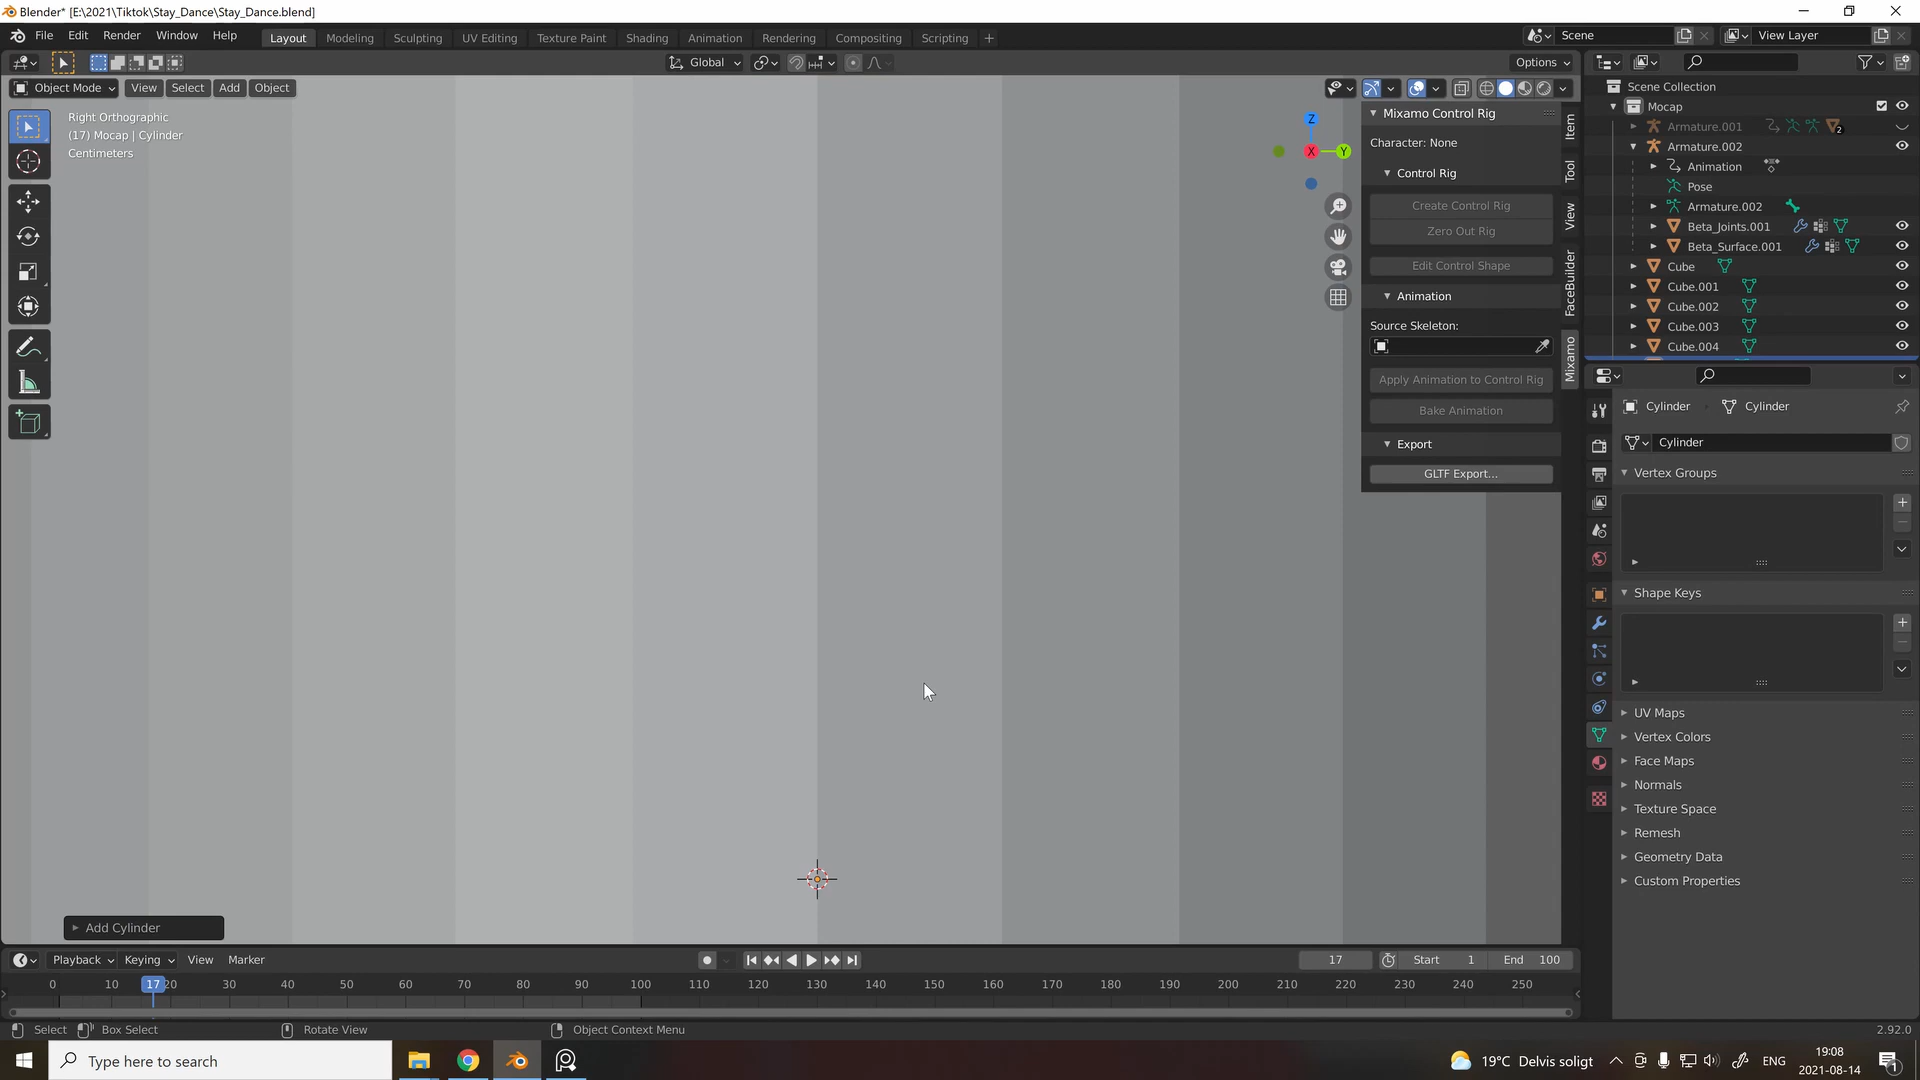 Blender* [E:\2021\Tiktok\Stay_Dance\Stay_Dance.blend]
File Edit Render Window Help Layout Modeling Sculpting UV Editing Texture Paint Shading Animation Rendering Compositing Scripting + Scene View Layer
Global Options
Object Mode View Select Add Object
Right Orthographic
(17) Mocap | Cylinder
Centimeters
Z
X
Y
Mixamo Control Rig
Character: None
Control Rig
Create Control Rig
Zero Out Rig
Edit Control Shape
Animation
Source Skeleton:
Apply Animation to Control Rig
Bake Animation
Export
GLTF Export...
Item
Tool
View
FaceBuilder
Mixamo
Scene Collection
Mocap
Armature.001 2
Armature.002
Animation
Pose
Armature.002
Beta_Joints.001
Beta_Surface.001
Cube
Cube.001
Cube.002
Cube.003
Cube.004
Cylinder Cylinder
Cylinder
Vertex Groups
Shape Keys
UV Maps
Vertex Colors
Face Maps
Normals
Texture Space
Remesh
Geometry Data
Custom Properties
Add Cylinder
Playback Keying View Marker 17 Start 1 End 100
0 10 17 20 30 40 50 60 70 80 90 100 110 120 130 140 150 160 170 180 190 200 210 220 230 240 250
Select Box Select Rotate View Object Context Menu 2.92.0
Type here to search 19°C Delvis soligt ENG 19:08
2021-08-14 1